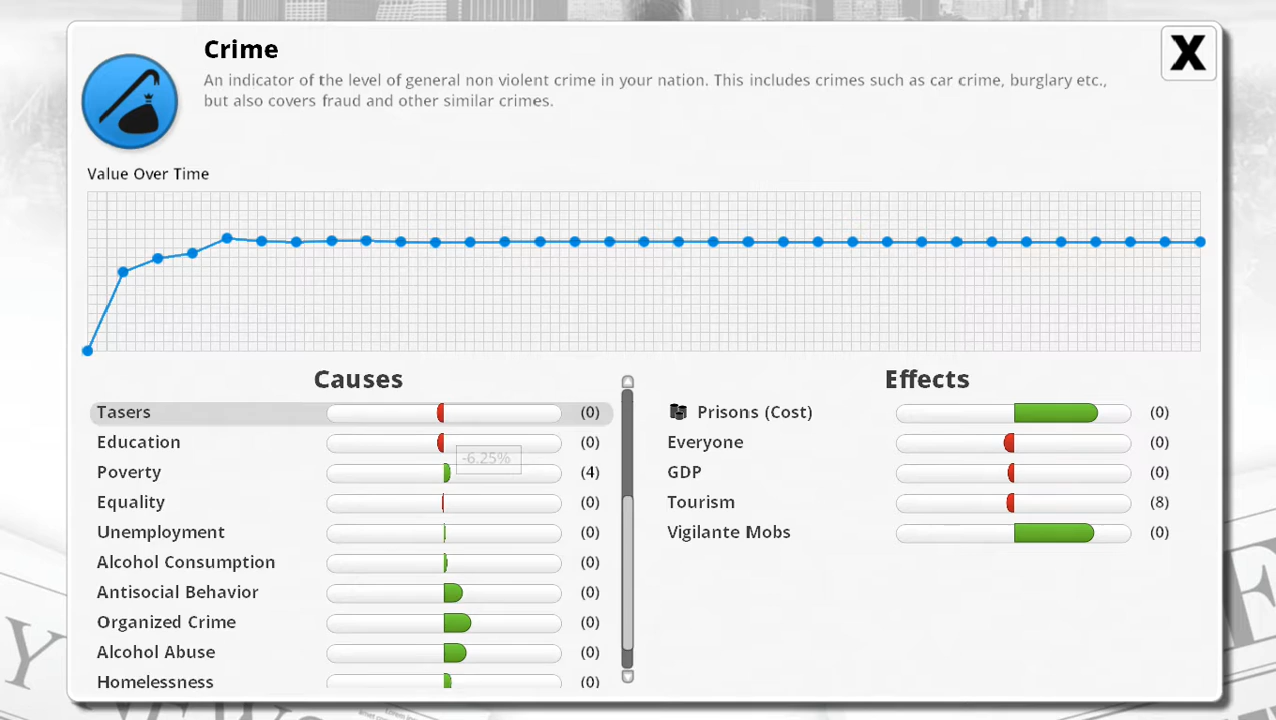 Crime
An indicator of the level of general non violent crime in your nation. This includes crimes such as car crime, burglary etc.,
but also covers fraud and other similar crimes.
X
Value Over Time
Causes
Tasers (0)
Education (0)
-6.25%
Poverty (4)
Equality (0)
Unemployment (0)
Alcohol Consumption (0)
Antisocial Behavior (0)
Organized Crime (0)
Alcohol Abuse (0)
Homelessness (0)
Effects
Prisons (Cost) (0)
Everyone (0)
GDP (0)
Tourism (8)
Vigilante Mobs (0)